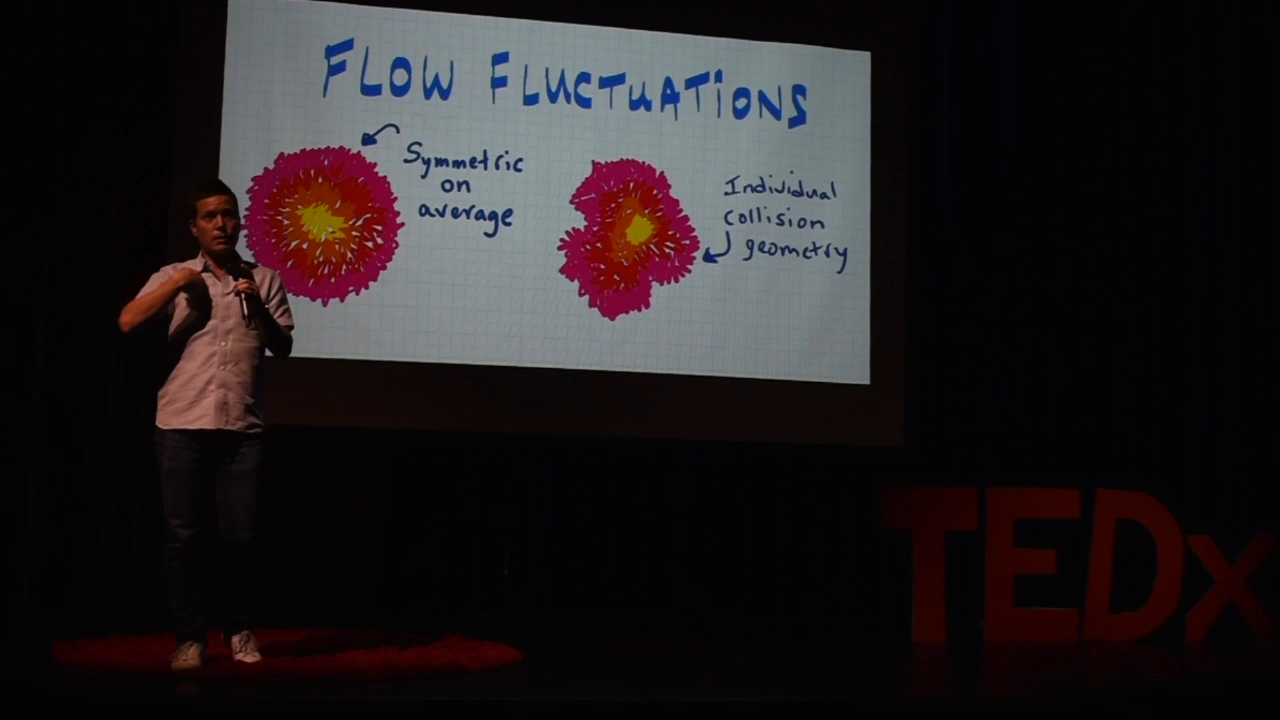 FLOW FLUCTUATIONS
Symmetric
on
average
Individual
collision
geometry
TEDx